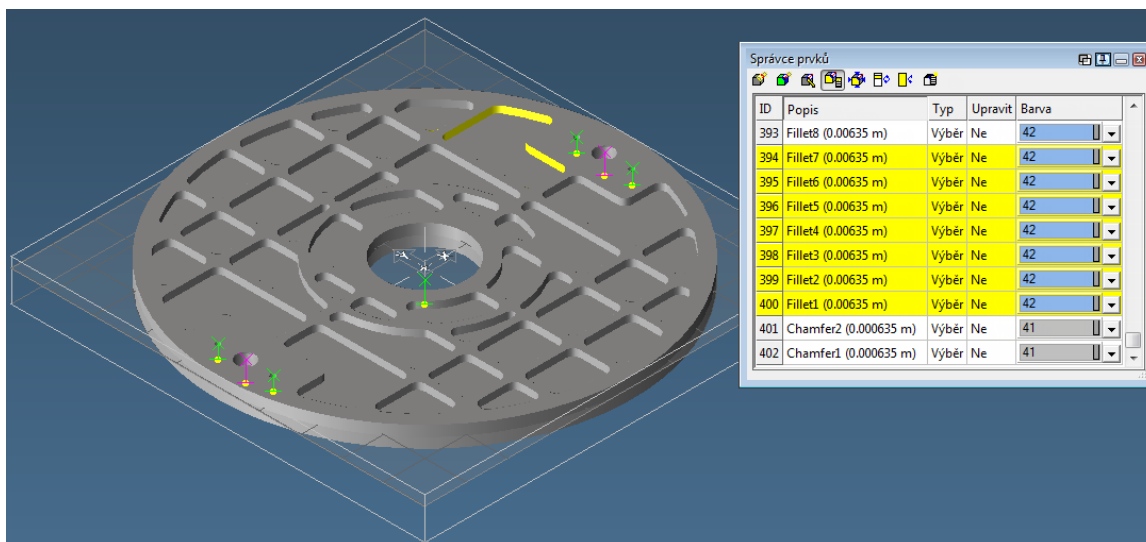 Správce prvků
ID Popis Typ Upravit Barva
393 Fillet8 (0.00635 m) Výběr Ne 42
394 Fillet7 (0.00635 m) Výběr Ne 42
395 Fillet6 (0.00635 m) Výběr Ne 42
396 Fillet5 (0.00635 m) Výběr Ne 42
397 Fillet4 (0.00635 m) Výběr Ne 42
398 Fillet3 (0.00635 m) Výběr Ne 42
399 Fillet2 (0.00635 m) Výběr Ne 42
400 Fillet1 (0.00635 m) Výběr Ne 42
401 Chamfer2 (0.000635 m) Výběr Ne 41
402 Chamfer1 (0.000635 m) Výběr Ne 41